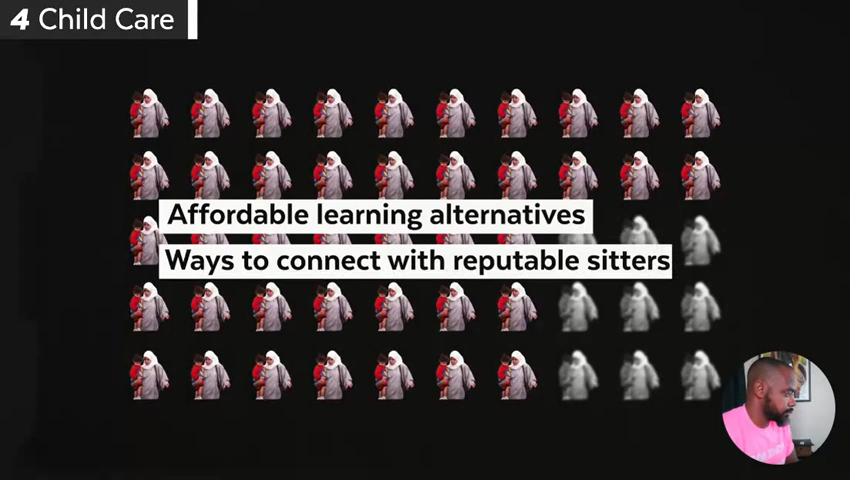 4 Child Care
Affordable learning alternatives
Ways to connect with reputable sitters